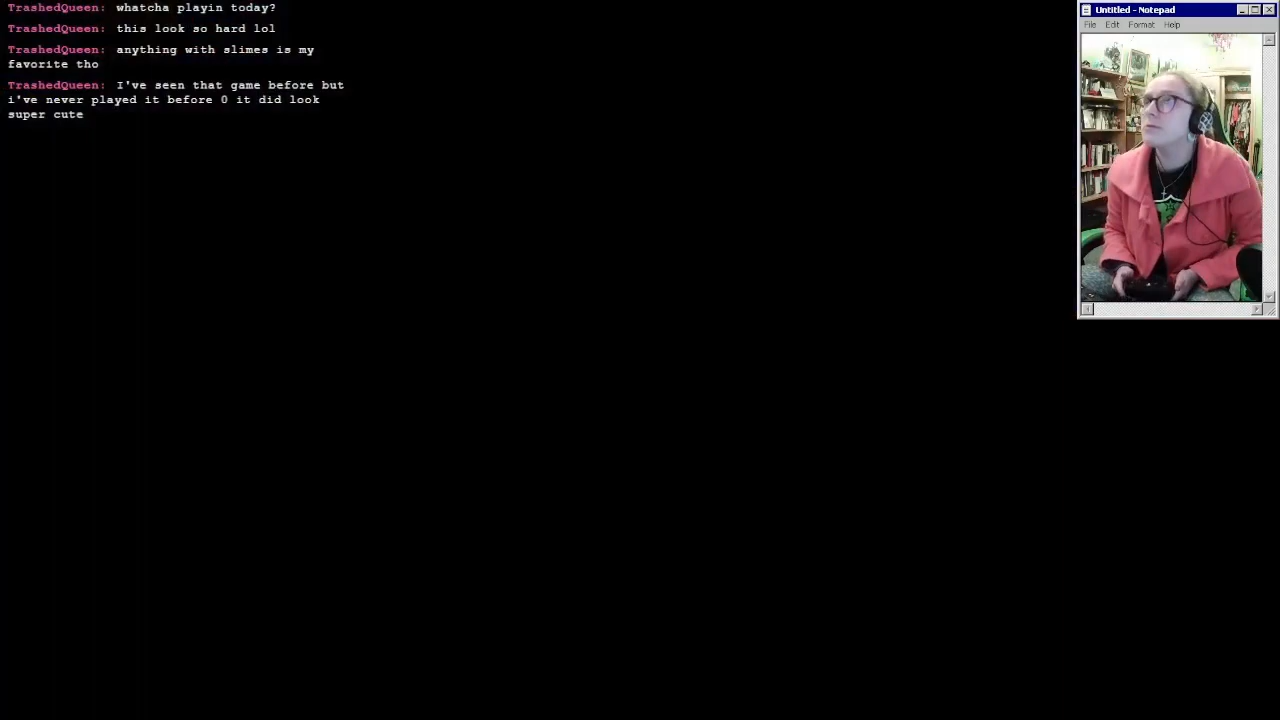 TrashedQueen: whatcha playin today?
TrashedQueen: this look so hard lol
TrashedQueen: anything with slimes is my
favorite tho
TrashedQueen: I've seen that game before but
i've never played it before 0 it did look
super cute
Untitled - Notepad
File Edit Format Help